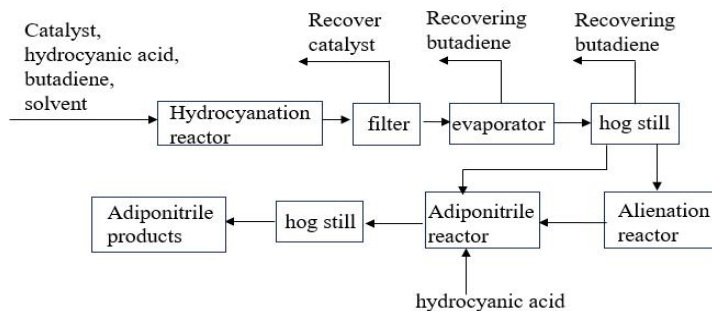 Catalyst,
hydrocyanic acid,
butadiene,
solvent
Recover
catalyst
Recovering
butadiene
Recovering
butadiene
Hydrocyanation
reactor
filter
evaporator
hog still
Adiponitrile
products
hog still
Adiponitrile
reactor
Alienation
reactor
hydrocyanic acid